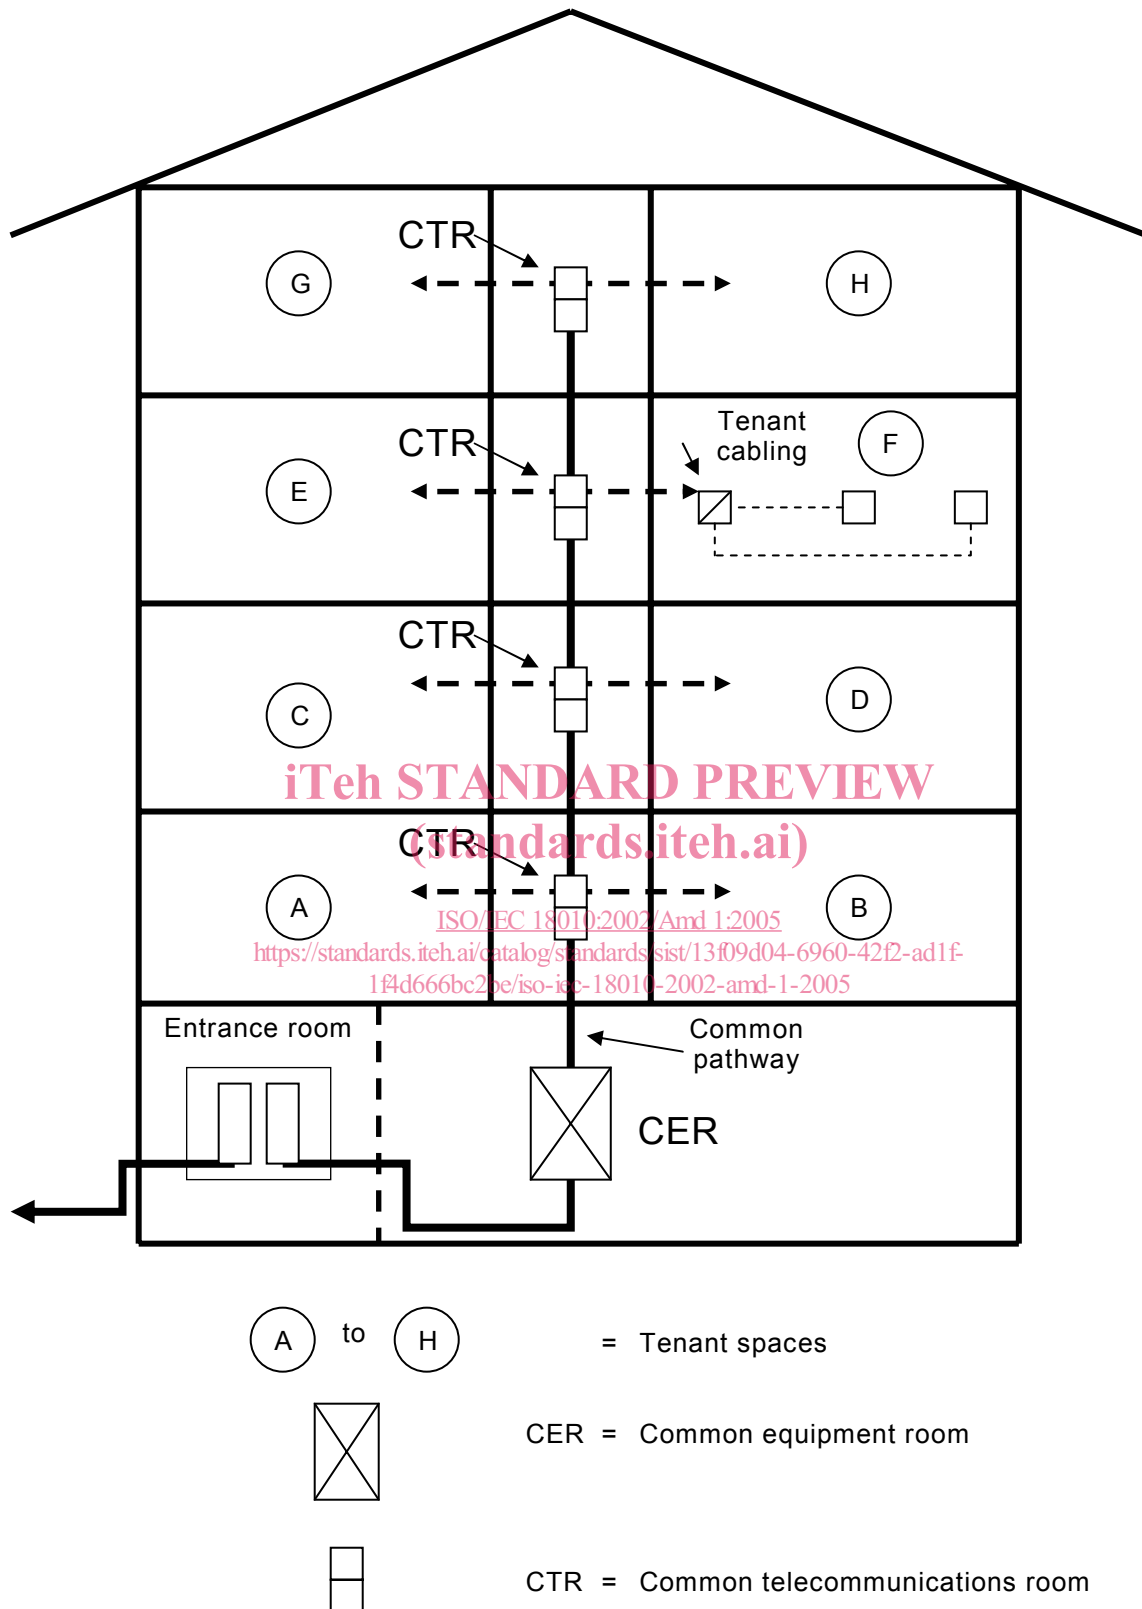 CTR
G
H
CTR
Tenant
cabling
F
E
CTR
C
D
iTeh STANDARD PREVIEW
(standards.iteh.ai)
CTR
A
B
ISO/IEC 18010:2002/Amd 1:2005
https://standards.iteh.ai/catalog/standards/sist/13f09d04-6960-42f2-ad1f-
1f4d666bc2be/iso-iec-18010-2002-amd-1-2005
Entrance room
Common
pathway
CER
A to H = Tenant spaces
CER = Common equipment room
CTR = Common telecommunications room